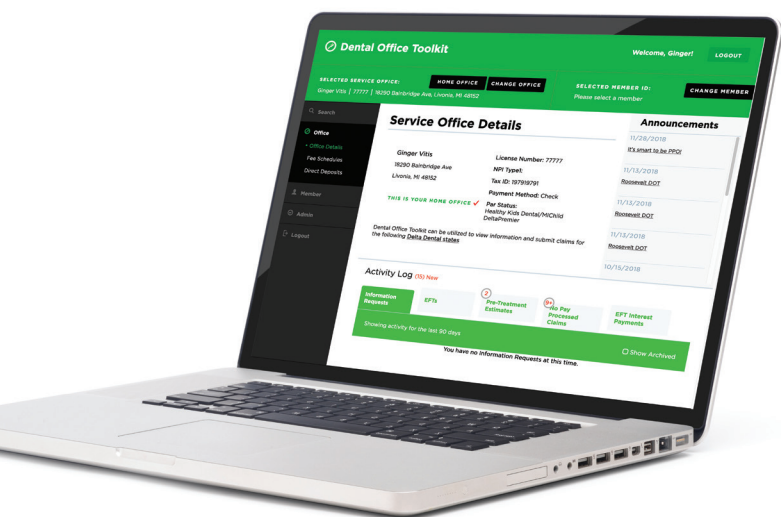 Dental Office Toolkit
Welcome, Ginger!
LOGOUT
SELECTED SERVICE OFFICE:
HOME OFFICE
CHANGE OFFICE
Ginger Vitis | 77777 | 18290 Bainbridge Ave, Livonia, MI 48152
SELECTED MEMBER ID:
Please select a member
CHANGE MEMBER
Search
Office
Office Details
Fee Schedules
Direct Deposits
Member
Admin
Logout
Service Office Details
Ginger Vitis
18290 Bainbridge Ave
Livonia, MI 48152
THIS IS YOUR HOME OFFICE
License Number: 77777
NPI Type1:
Tax ID: 197919791
Payment Method: Check
Par Status:
Healthy Kids Dental/MIChild
DeltaPremier
Dental Office Toolkit can be utilized to view information and submit claims for
the following Delta Dental states
Announcements
11/28/2018
It's smart to be PPO!
11/13/2018
Roosevelt DOT
11/13/2018
Roosevelt DOT
11/13/2018
Roosevelt DOT
10/15/2018
Activity Log (15) New
Information
Requests
EFTs
2
Pre-Treatment
Estimates
9+
No Pay
Processed
Claims
EFT Interest
Payments
Showing activity for the last 90 days
Show Archived
You have no Information Requests at this time.